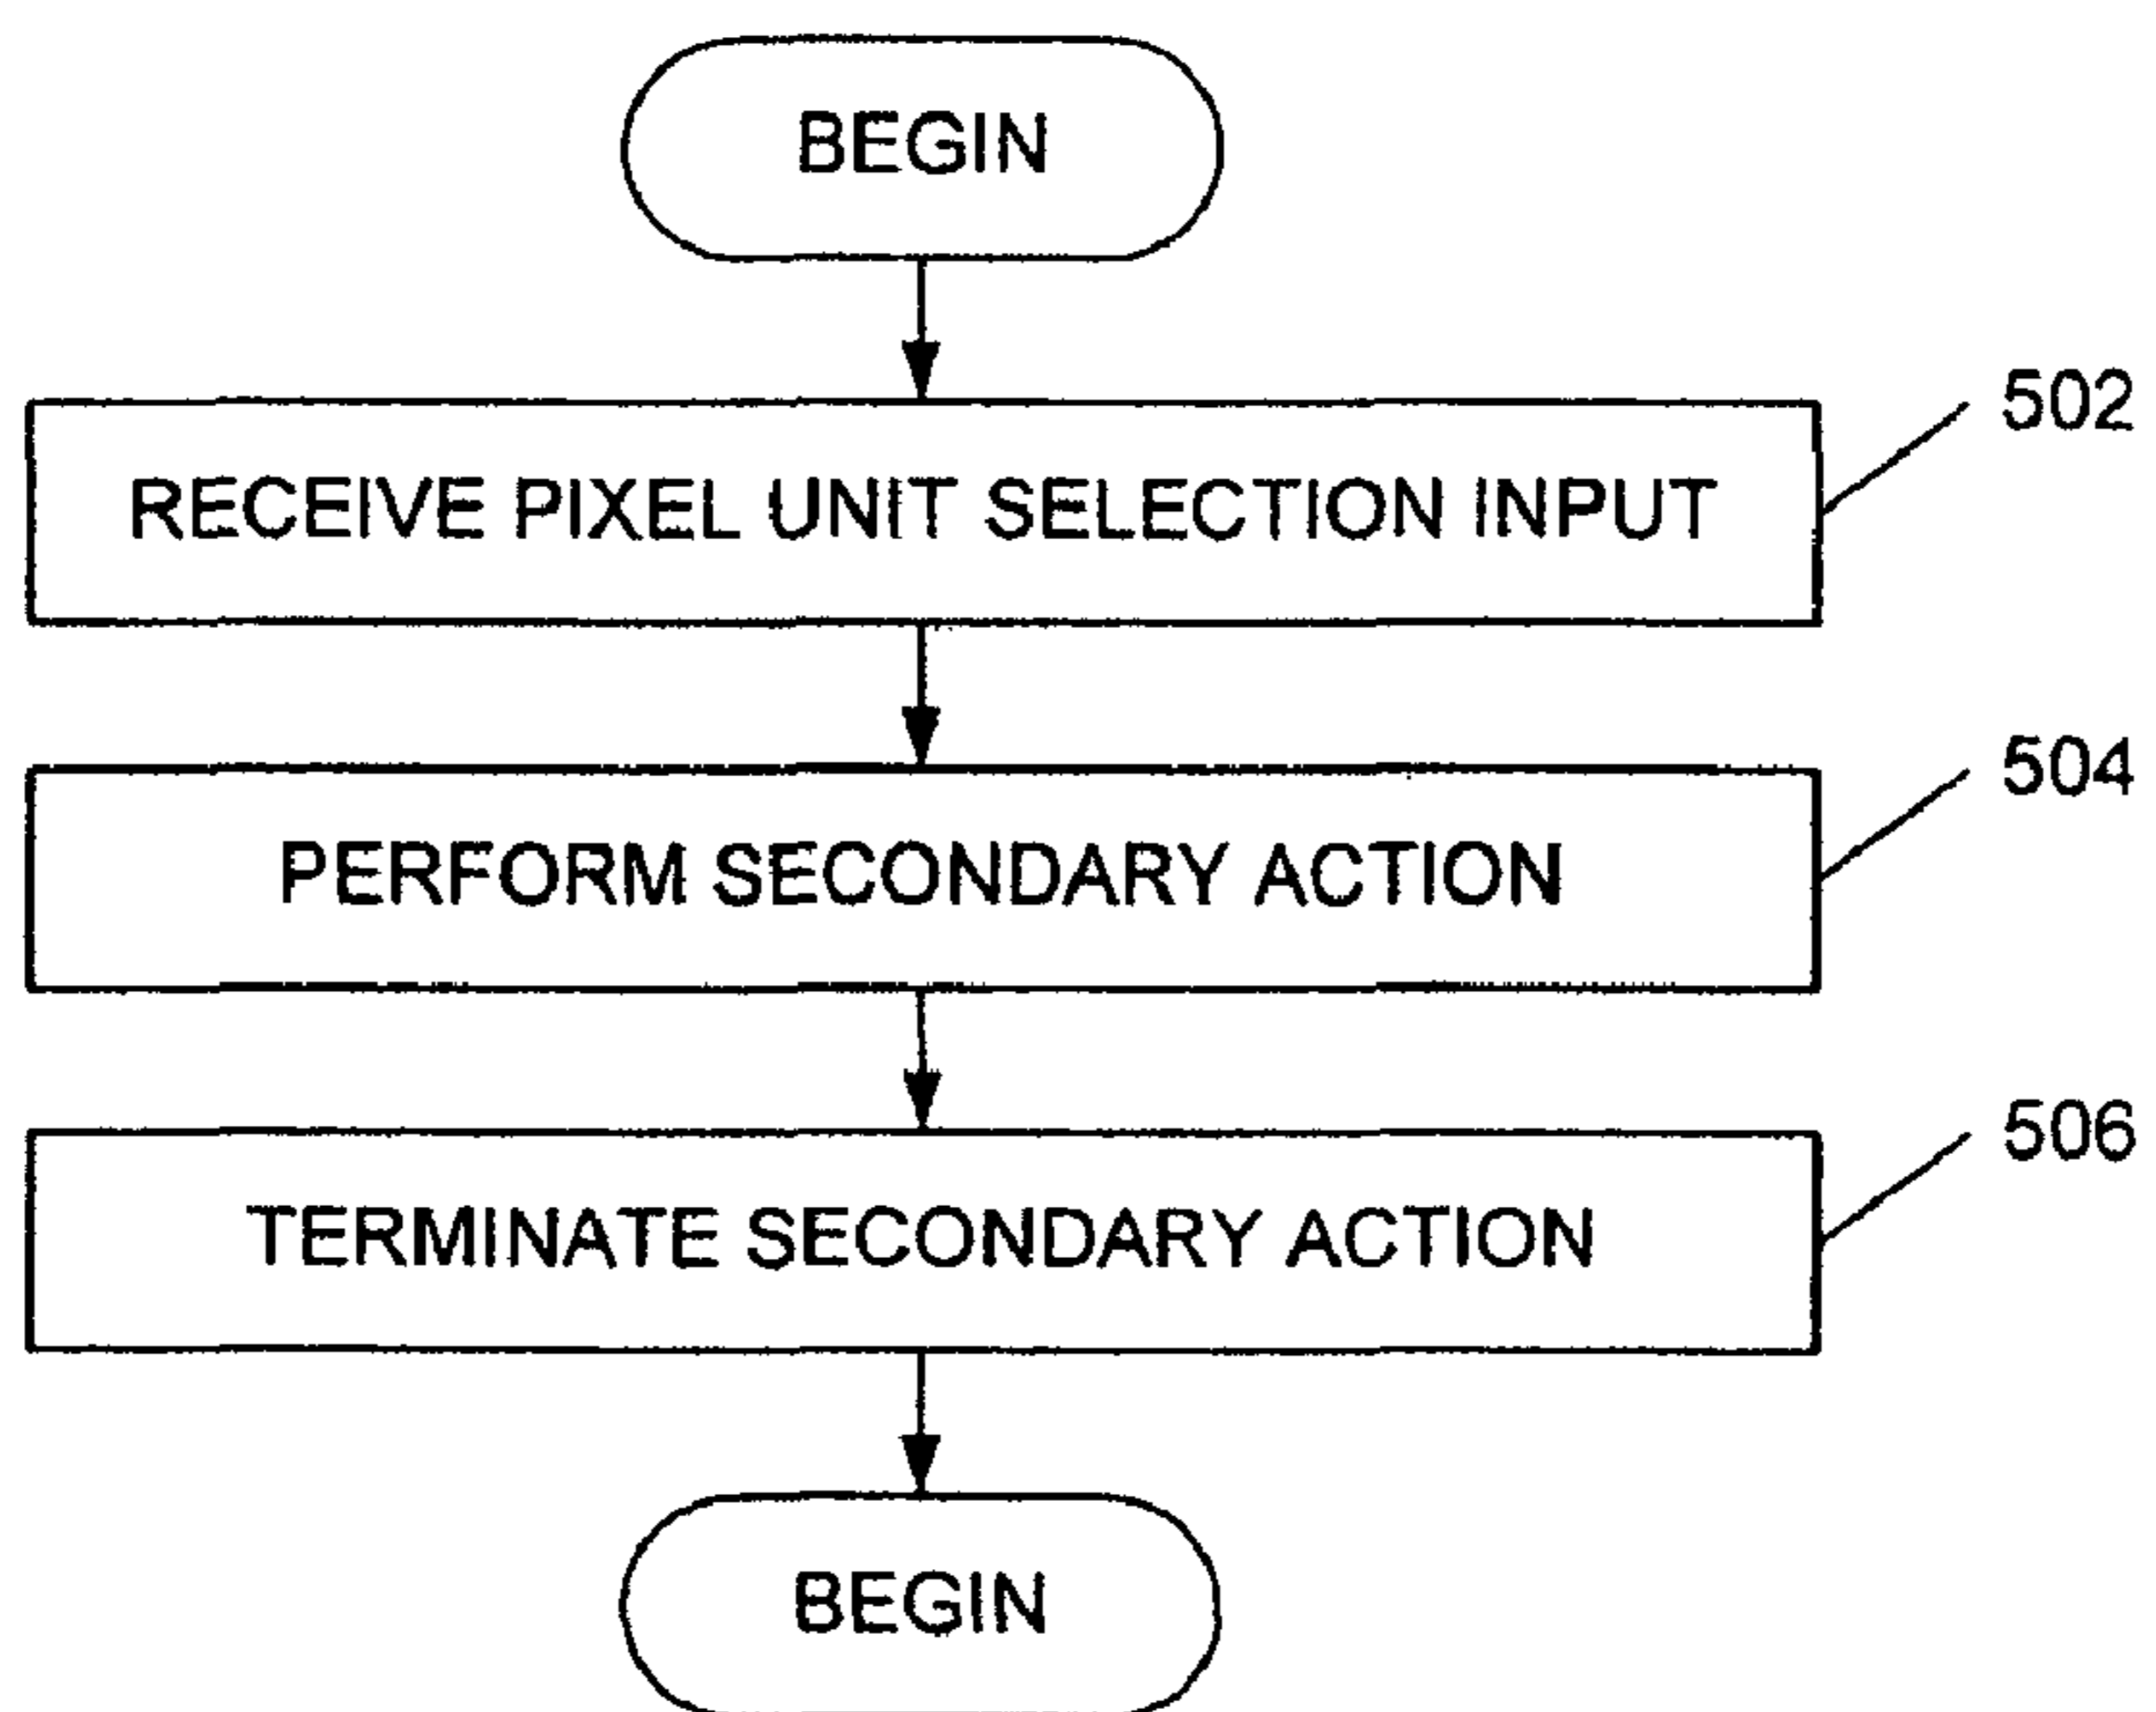 BEGIN
502
RECEIVE PIXEL UNIT SELECTION INPUT
504
PERFORM SECONDARY ACTION
506
TERMINATE SECONDARY ACTION
BEGIN